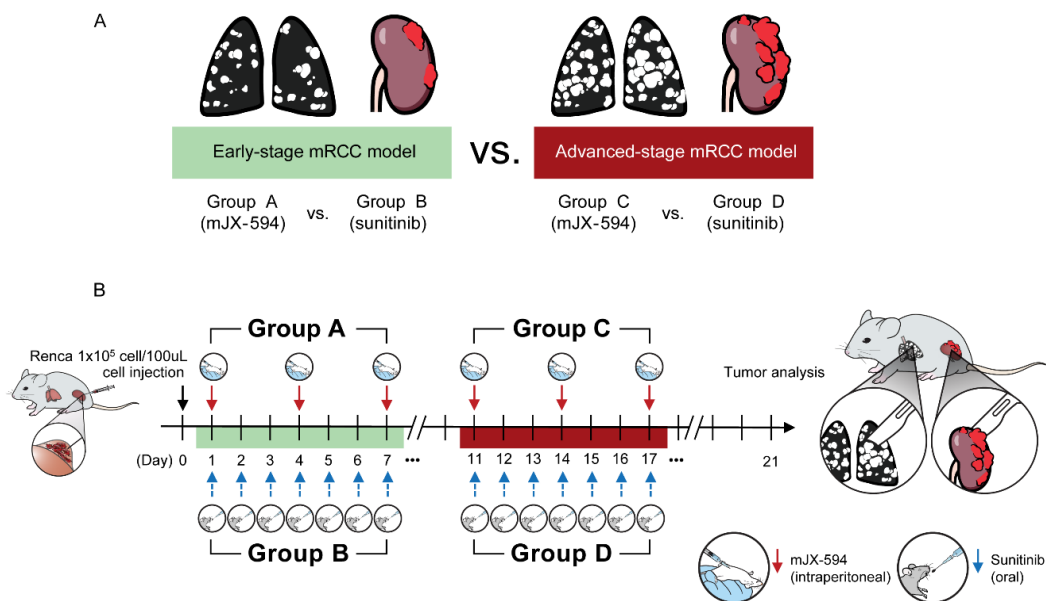 A
Early-stage mRCC model
vs.
Advanced-stage mRCC model
Group A
(mJX-594)
vs.
Group B
(sunitinib)
Group C
(mJX-594)
vs.
Group D
(sunitinib)
B
Group A
Group C
Renca 1x10⁵ cell/100uL
cell injection
Tumor analysis
(Day) 0 1 2 3 4 5 6 7 ••• 11 12 13 14 15 16 17 ••• 21
Group B
Group D
mJX-594
(intraperitoneal)
Sunitinib
(oral)